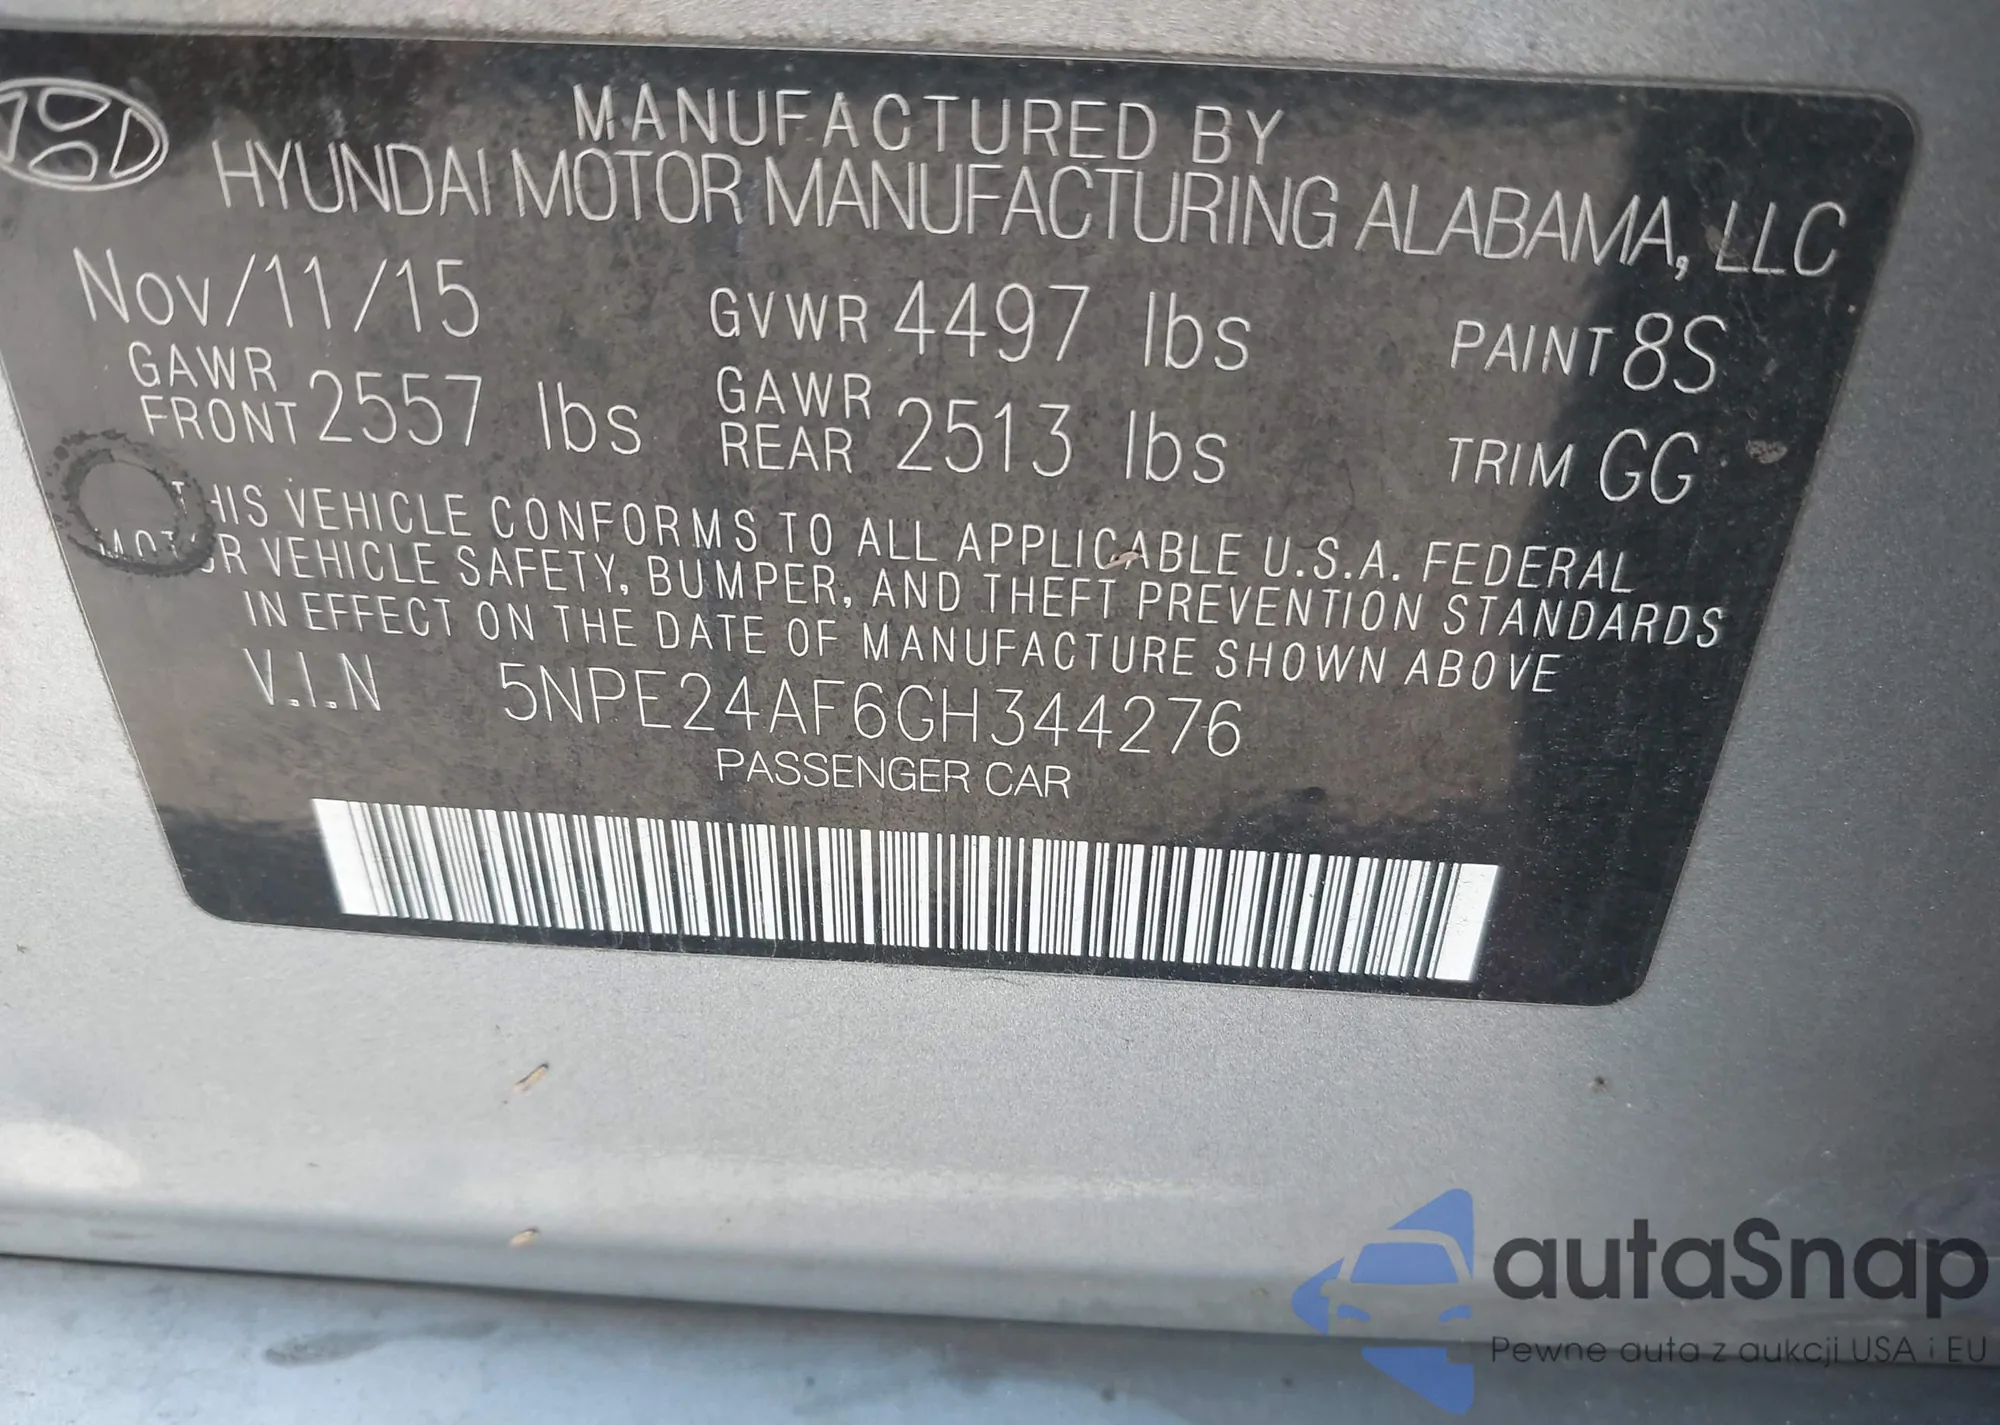 MANUFACTURED BY
HYUNDAI MOTOR MANUFACTURING ALABAMA, LLC
Nov/11/15 GVWR 4497 lbs PAINT 8S
GAWR FRONT 2557 lbs GAWR REAR 2513 lbs TRIM GG
THIS VEHICLE CONFORMS TO ALL APPLICABLE U.S.A. FEDERAL
MOTOR VEHICLE SAFETY, BUMPER, AND THEFT PREVENTION STANDARDS
IN EFFECT ON THE DATE OF MANUFACTURE SHOWN ABOVE
V.I.N 5NPE24AF6GH344276
PASSENGER CAR
autaSnap
Pewne auta z aukcji USA i EU